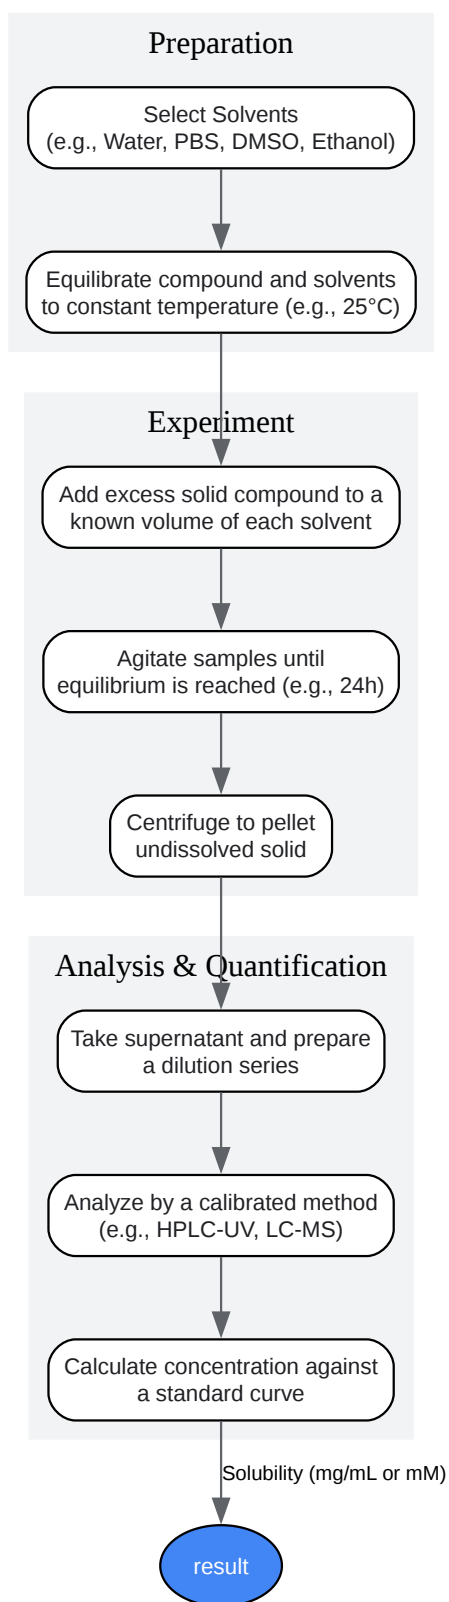 Preparation
Select Solvents
(e.g., Water, PBS, DMSO, Ethanol)
Equilibrate compound and solvents
to constant temperature (e.g., 25°C)
Experiment
Add excess solid compound to a
known volume of each solvent
Agitate samples until
equilibrium is reached (e.g., 24h)
Centrifuge to pellet
undissolved solid
Analysis & Quantification
Take supernatant and prepare
a dilution series
Analyze by a calibrated method
(e.g., HPLC-UV, LC-MS)
Calculate concentration against
a standard curve
Solubility (mg/mL or mM)
result